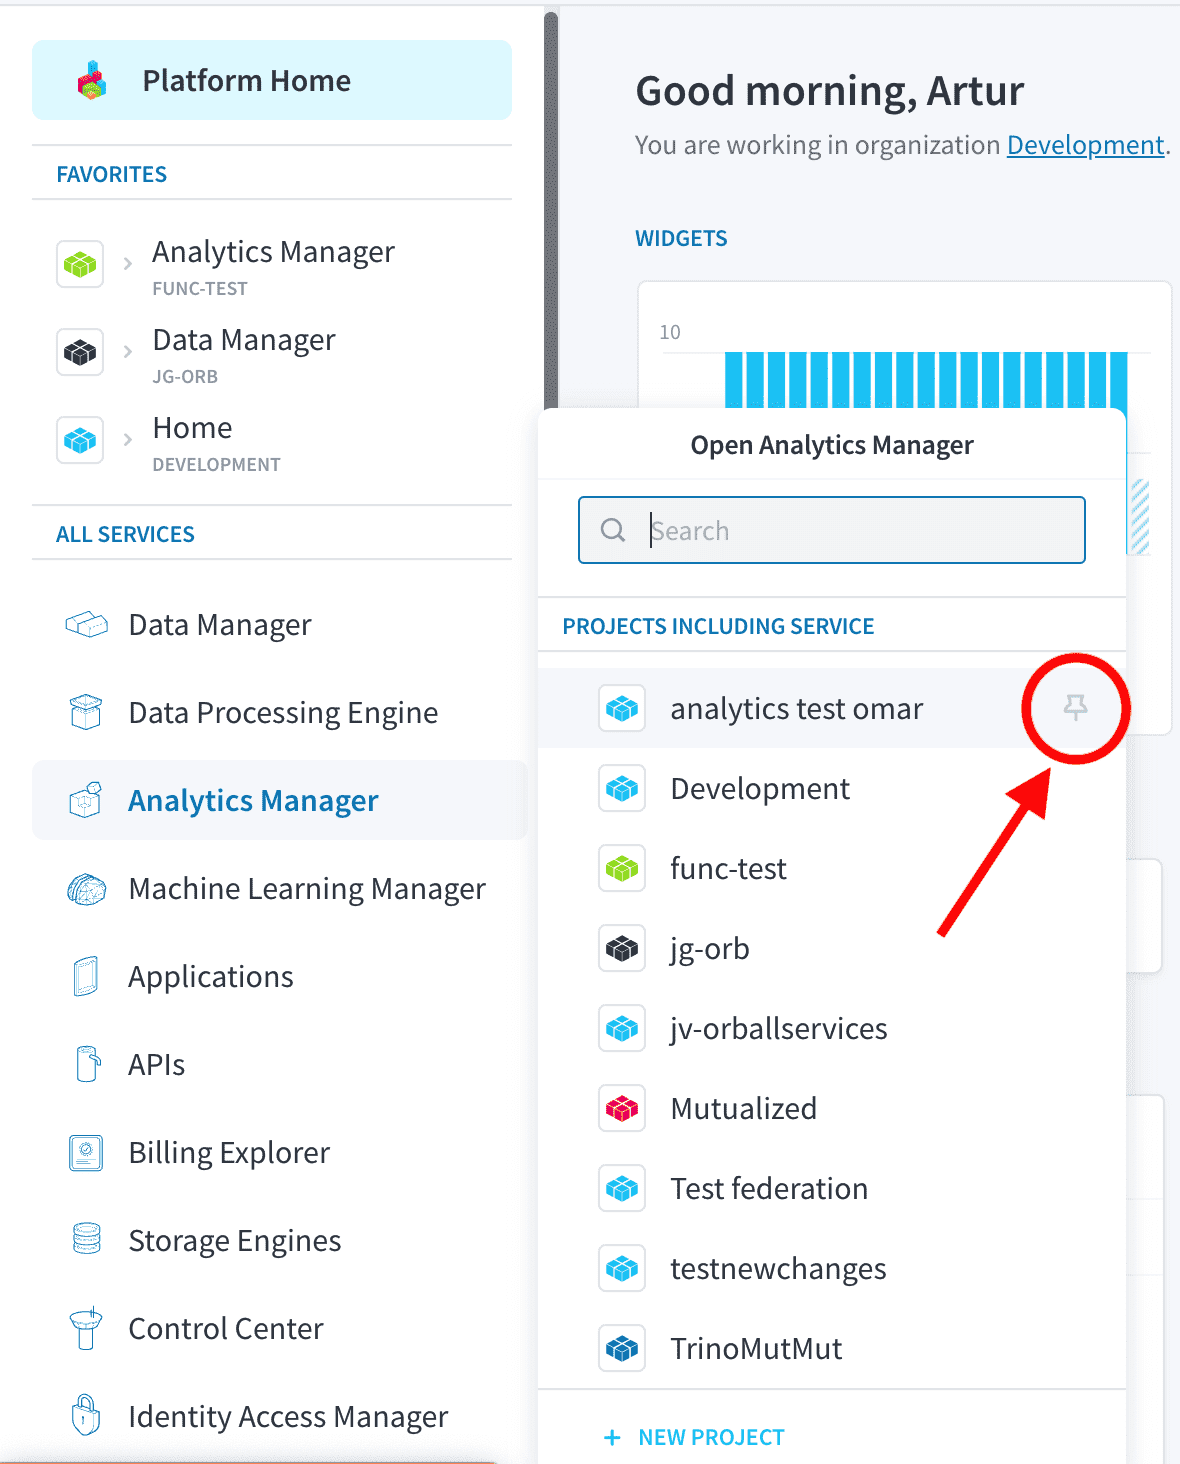 Platform Home
FAVORITES
Analytics Manager
FUNC-TEST
Data Manager
JG-ORB
Home
DEVELOPMENT
ALL SERVICES
Data Manager
Data Processing Engine
Analytics Manager
Machine Learning Manager
Applications
APIs
Billing Explorer
Storage Engines
Control Center
Identity Access Manager
Good morning, Artur
You are working in organization Development.
WIDGETS
10
Open Analytics Manager
Search
PROJECTS INCLUDING SERVICE
analytics test omar
Development
func-test
jg-orb
jv-orballservices
Mutualized
Test federation
testnewchanges
TrinoMutMut
+ NEW PROJECT